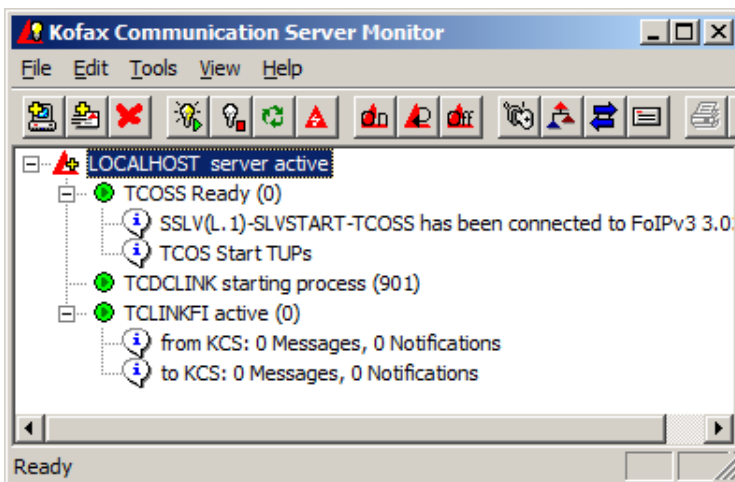 Kofax Communication Server Monitor
File Edit Tools View Help
on off
LOCALHOST server active
TCOSS Ready (0)
SSLV(L.1)-SLVSTART-TCOSS has been connected to FoIPv3 3.0
TCOS Start TUPs
TCDCLINK starting process (901)
TCLINKFI active (0)
from KCS: 0 Messages, 0 Notifications
to KCS: 0 Messages, 0 Notifications
Ready